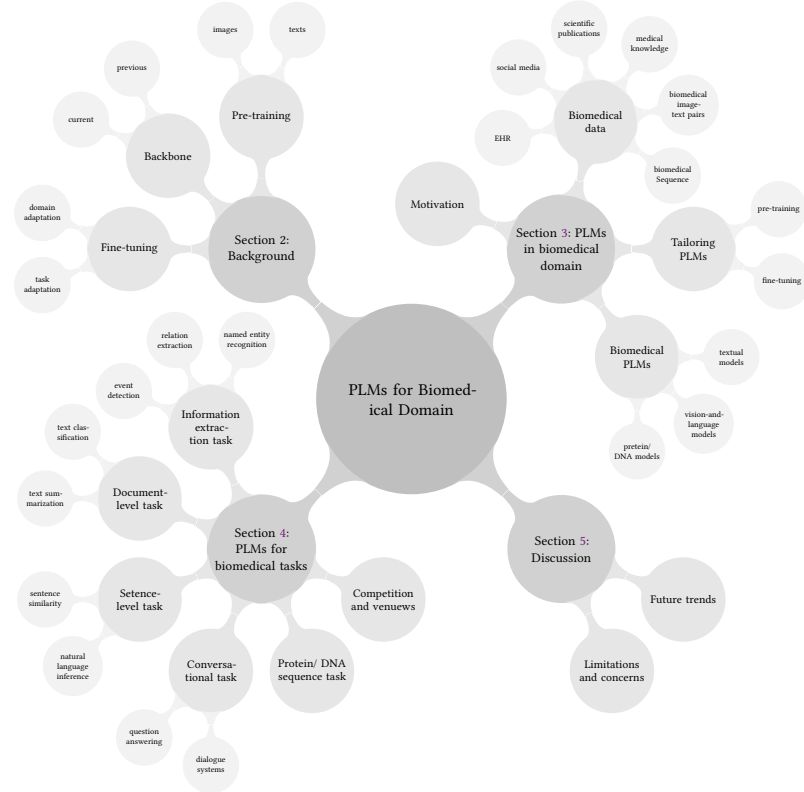 PLMs for Biomed-
ical Domain
Section 2:
Background
Pre-training
images
texts
Backbone
previous
current
Fine-tuning
domain
adaptation
task
adaptation
Section 3: PLMs
in biomedical
domain
Motivation
Biomedical
data
EHR
social media
scientific
publications
medical
knowledge
biomedical
image-
text pairs
biomedical
Sequence
Tailoring
PLMs
pre-training
fine-tuning
Biomedical
PLMs
textual
models
vision-and-
language
models
pretein/
DNA models
Section 4:
PLMs for
biomedical tasks
Information
extrac-
tion task
named entity
recognition
relation
extraction
event
detection
Document-
level task
text clas-
sification
text sum-
marization
Setence-
level task
sentence
similarity
natural
language
inference
Conversa-
tional task
question
answering
dialogue
systems
Protein/ DNA
sequence task
Competition
and venuews
Section 5:
Discussion
Future trends
Limitations
and concerns